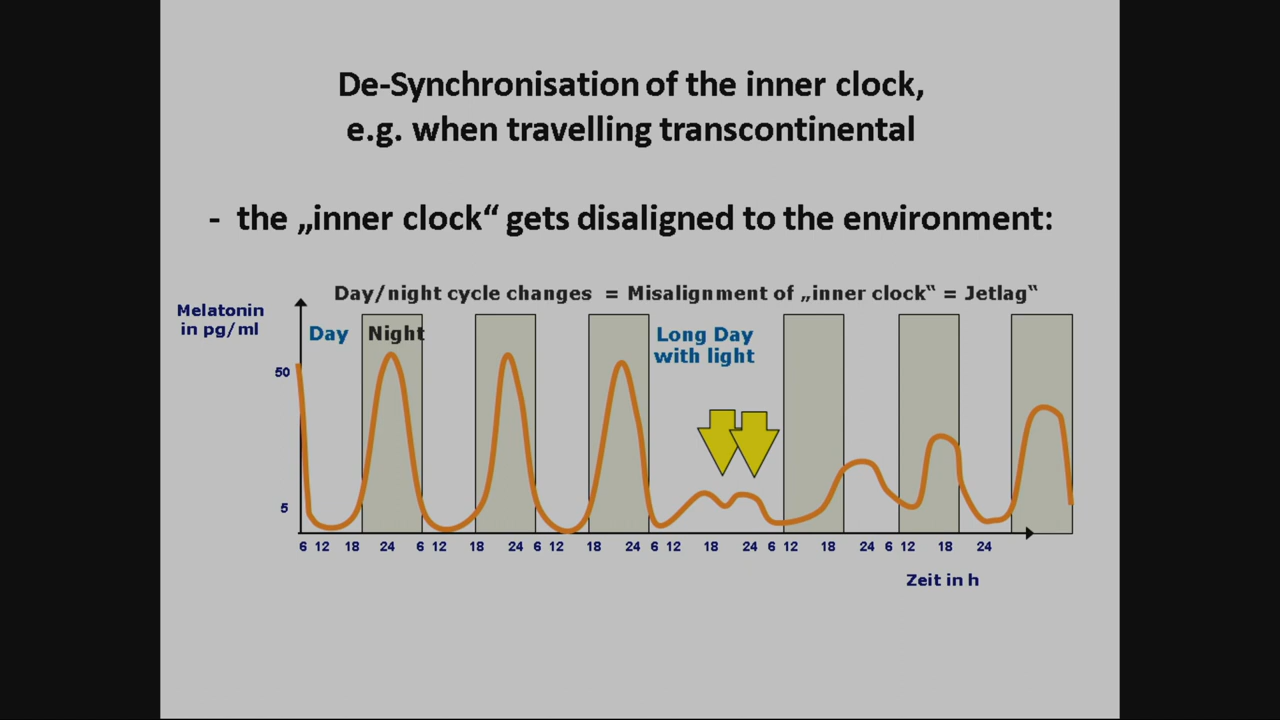 De-Synchronisation of the inner clock,
e.g. when travelling transcontinental
- the „inner clock“ gets disaligned to the environment:
Day/night cycle changes = Misalignment of „inner clock“ = Jetlag“
Melatonin
in pg/ml
Day
Night
Long Day
with light
50
5
6 12 18 24 6 12 18 24 6 12 18 24 6 12 18 24 6 12 18 24 6 12 18 24
Zeit in h